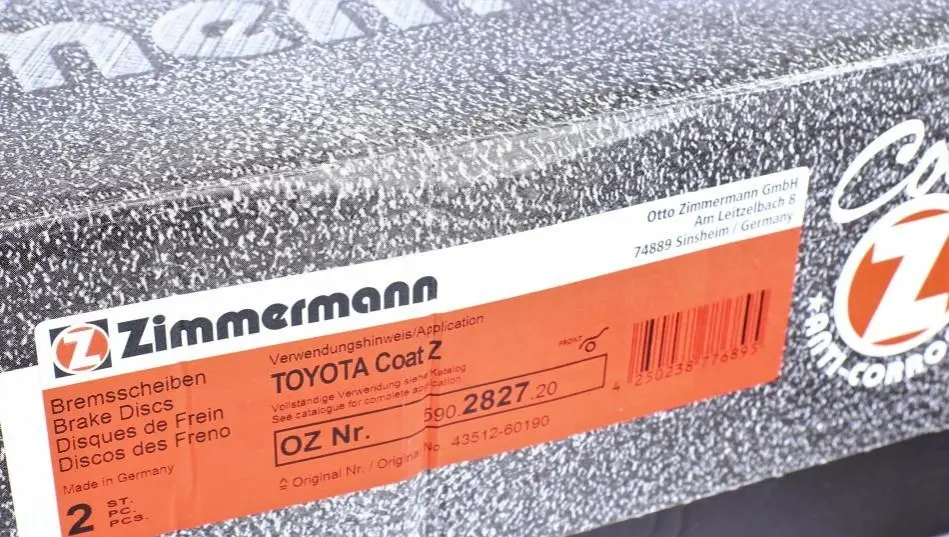 Otto Zimmermann GmbH
Am Leitzelbach 8
74889 Sinsheim / Germany
Zimmermann
Bremsscheiben
Brake Discs
Disques de Frein
Discos des Freno
Made in Germany
2 ST.
PC.
PCS.
Verwendungshinweis/Application
TOYOTA Coat Z
Vollständige Verwendung siehe Katalog
See catalogue for complete application
OZ Nr. 590.2827.20
≙ Original Nr. / Original No. 43512-60190
FRONT
4 250238 776895
Z